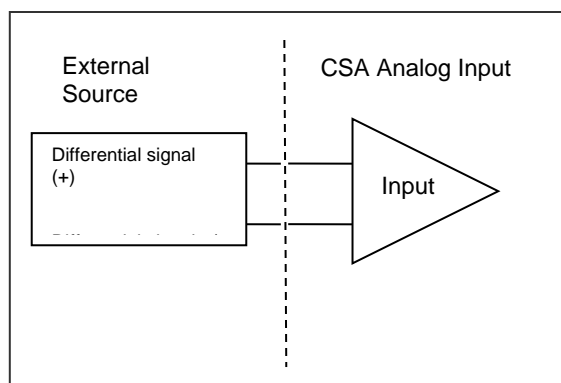 External
Source
CSA Analog Input
Differential signal
(+)
Input